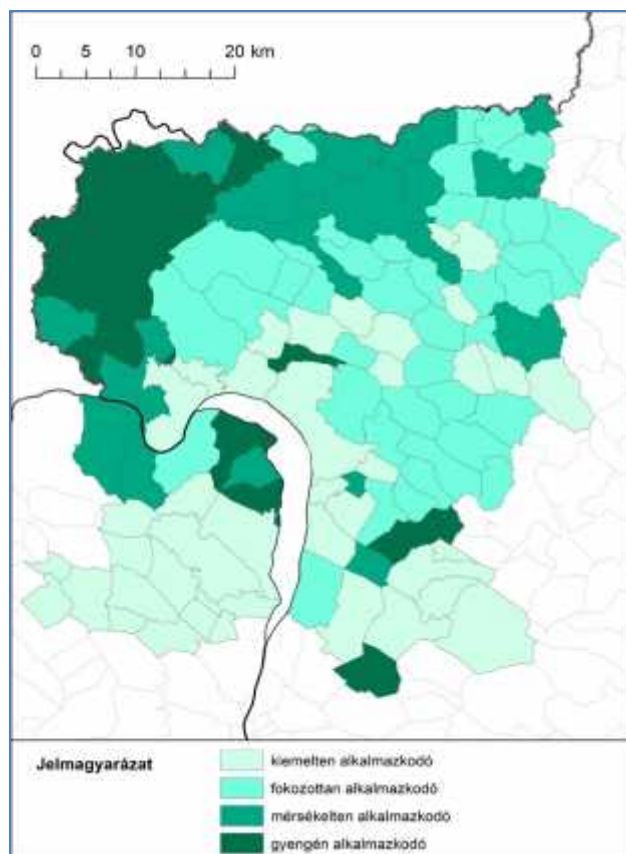 0 5 10 20 km
Jelmagyarázat
kiemelten alkalmazkodó
fokozottan alkalmazkodó
mérsékelten alkalmazkodó
gyengén alkalmazkodó